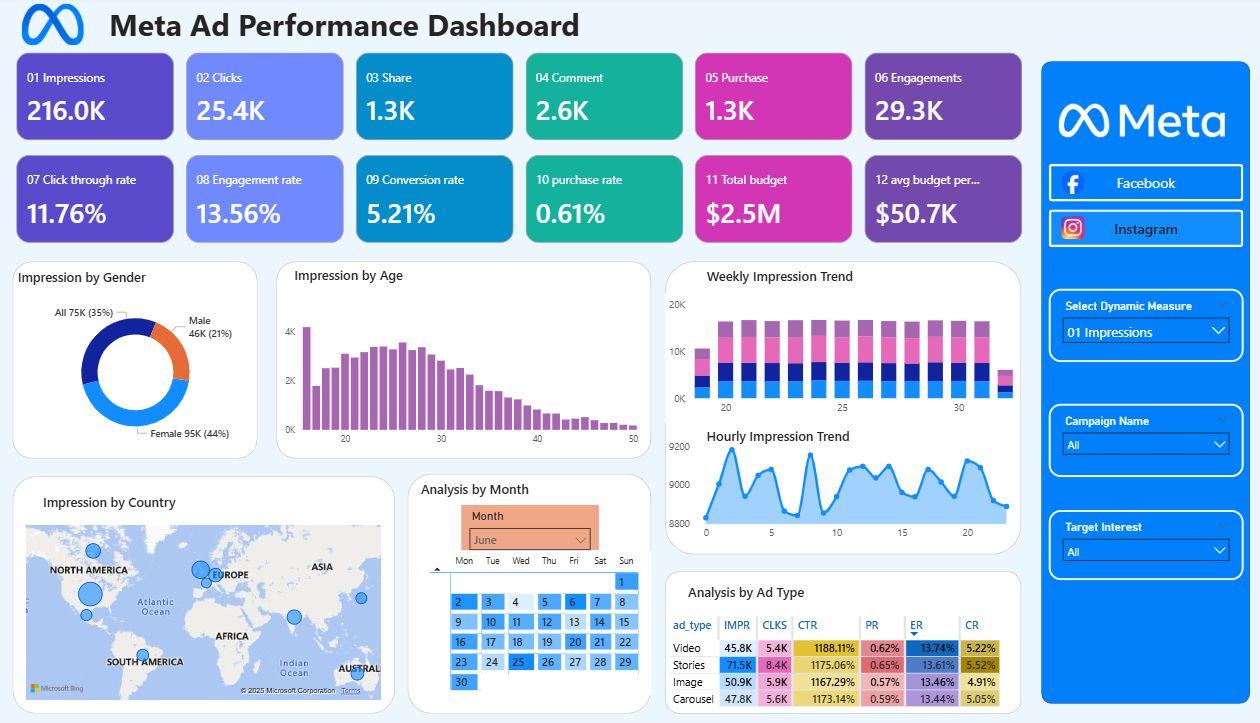 Meta Ad Performance Dashboard
01 Impressions
216.0K
02 Clicks
25.4K
03 Share
1.3K
04 Comment
2.6K
05 Purchase
1.3K
06 Engagements
29.3K
07 Click through rate
11.76%
08 Engagement rate
13.56%
09 Conversion rate
5.21%
10 purchase rate
0.61%
11 Total budget
$2.5M
12 avg budget per...
$50.7K
Impression by Gender
All 75K (35%)
Male
46K (21%)
Female 95K (44%)
Impression by Age
4K
2K
0K
20
30
40
50
Weekly Impression Trend
20K
10K
0K
20
25
30
Hourly Impression Trend
9200
9000
8800
0
5
10
15
20
Impression by Country
NORTH AMERICA
EUROPE
ASIA
Atlantic
Ocean
AFRICA
SOUTH AMERICA
Indian
Ocean
AUSTRAL
Microsoft Bing
© 2025 Microsoft Corporation Terms
Analysis by Month
Month
June
Mon Tue Wed Thu Fri Sat Sun
1
2 3 4 5 6 7 8
9 10 11 12 13 14 15
16 17 18 19 20 21 22
23 24 25 26 27 28 29
30
Analysis by Ad Type
ad_type IMPR CLKS CTR PR ER CR
Video 45.8K 5.4K 1188.11% 0.62% 13.74% 5.22%
Stories 71.5K 8.4K 1175.06% 0.65% 13.61% 5.52%
Image 50.9K 5.9K 1167.29% 0.57% 13.46% 4.91%
Carousel 47.8K 5.6K 1173.14% 0.59% 13.44% 5.05%
Meta
Facebook
Instagram
Select Dynamic Measure
01 Impressions
Campaign Name
All
Target Interest
All